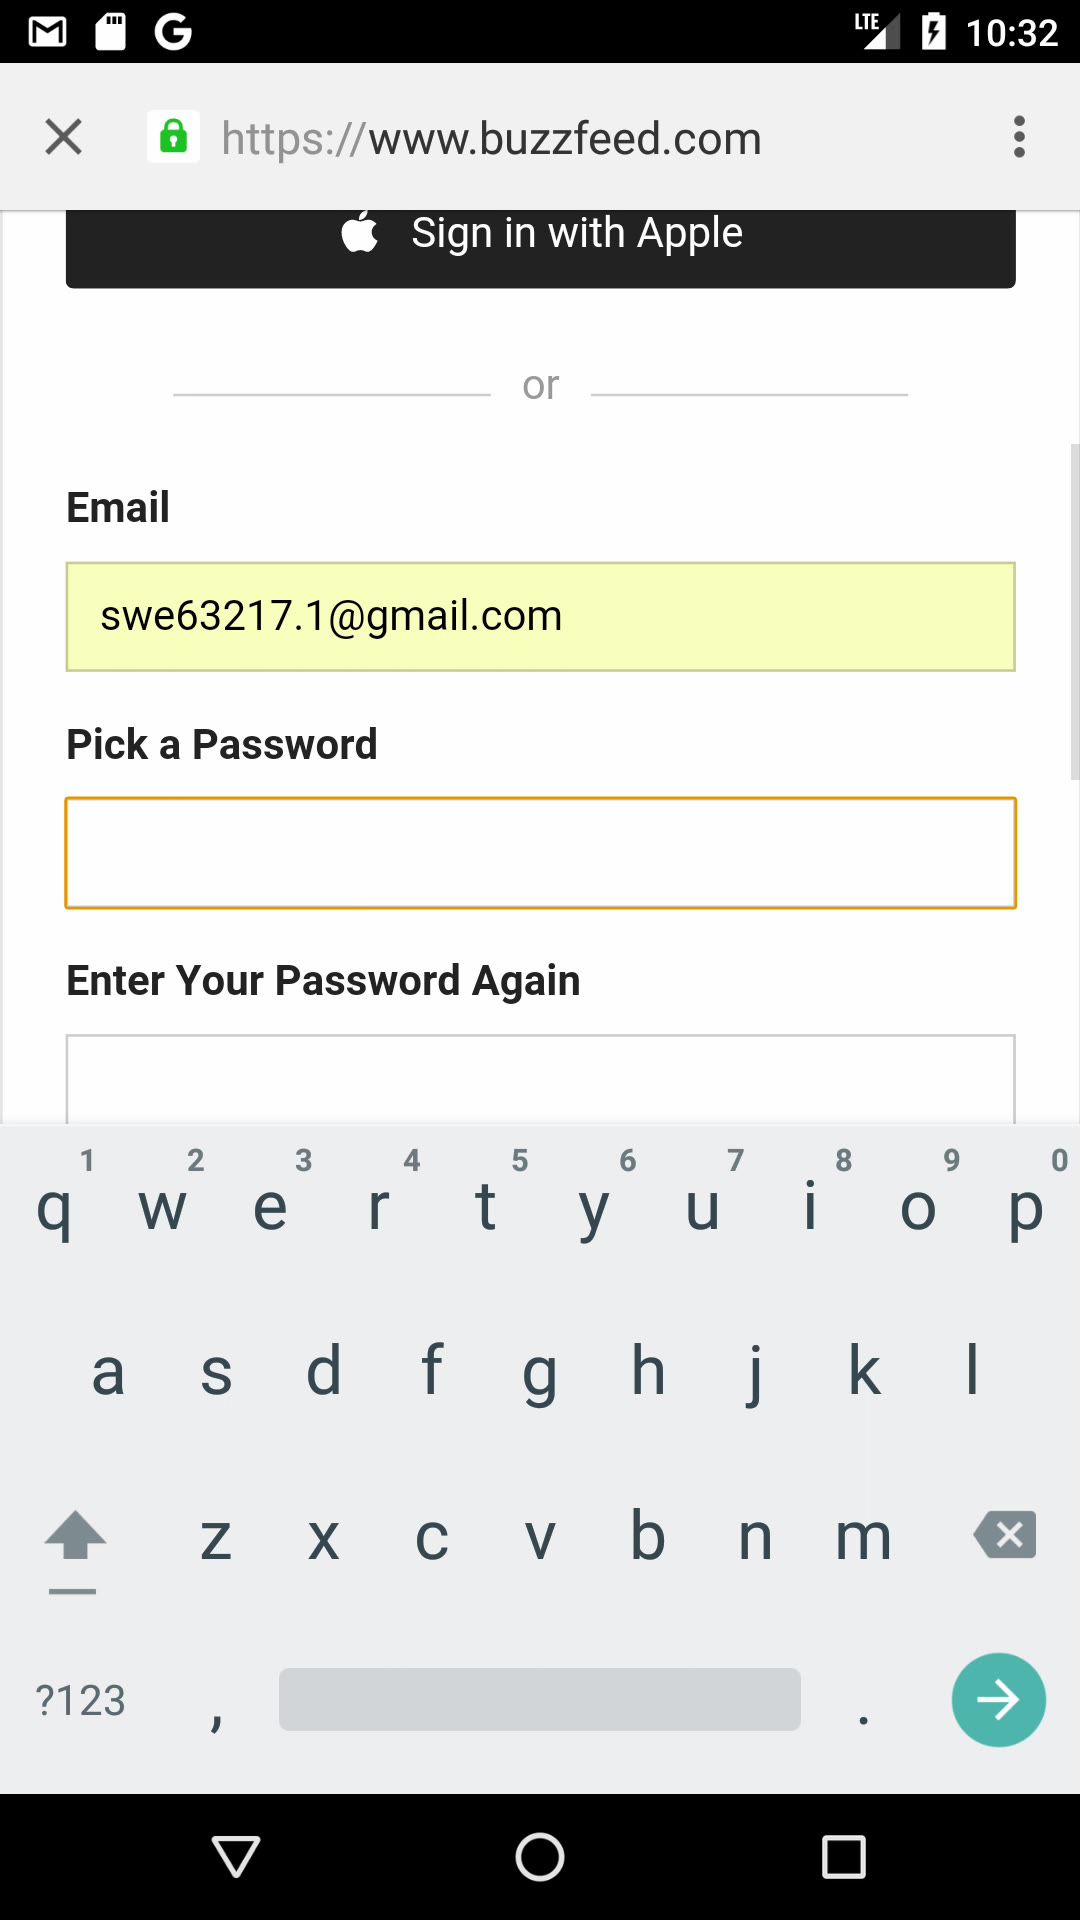 LTE 10:32
https://www.buzzfeed.com
Sign in with Apple
or
Email
swe63217.1@gmail.com
Pick a Password
Enter Your Password Again
1 2 3 4 5 6 7 8 9 0
q w e r t y u i o p
a s d f g h j k l
z x c v b n m
?123 , .